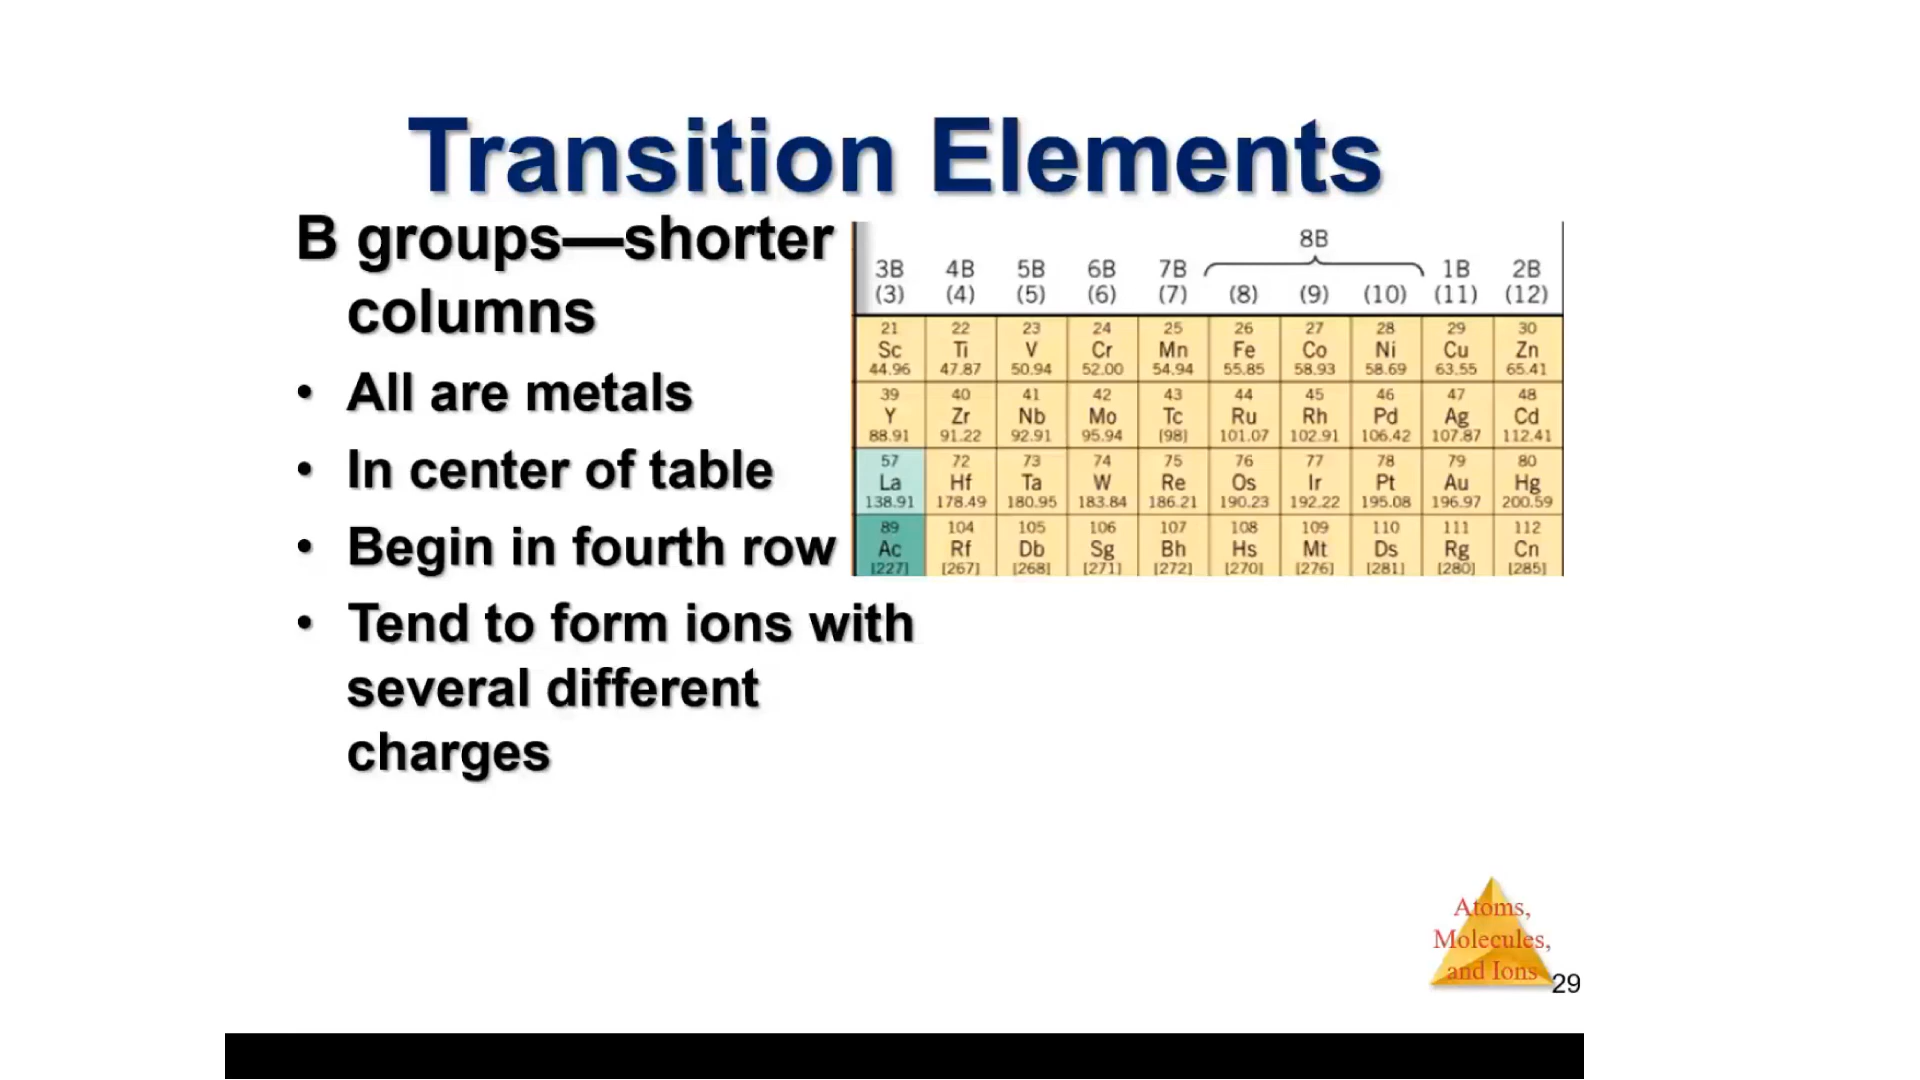 Transition Elements
B groups—shorter
columns
• All are metals
• In center of table
• Begin in fourth row
• Tend to form ions with
several different
charges
8B
3B 4B 5B 6B 7B 1B 2B
(3) (4) (5) (6) (7) (8) (9) (10) (11) (12)
21 22 23 24 25 26 27 28 29 30
Sc Ti V Cr Mn Fe Co Ni Cu Zn
44.96 47.87 50.94 52.00 54.94 55.85 58.93 58.69 63.55 65.41
39 40 41 42 43 44 45 46 47 48
Y Zr Nb Mo Tc Ru Rh Pd Ag Cd
88.91 91.22 92.91 95.94 [98] 101.07 102.91 106.42 107.87 112.41
57 72 73 74 75 76 77 78 79 80
La Hf Ta W Re Os Ir Pt Au Hg
138.91 178.49 180.95 183.84 186.21 190.23 192.22 195.08 196.97 200.59
89 104 105 106 107 108 109 110 111 112
Ac Rf Db Sg Bh Hs Mt Ds Rg Cn
[227] [267] [268] [271] [272] [270] [276] [281] [280] [285]
Atoms,
Molecules,
and Ions
29